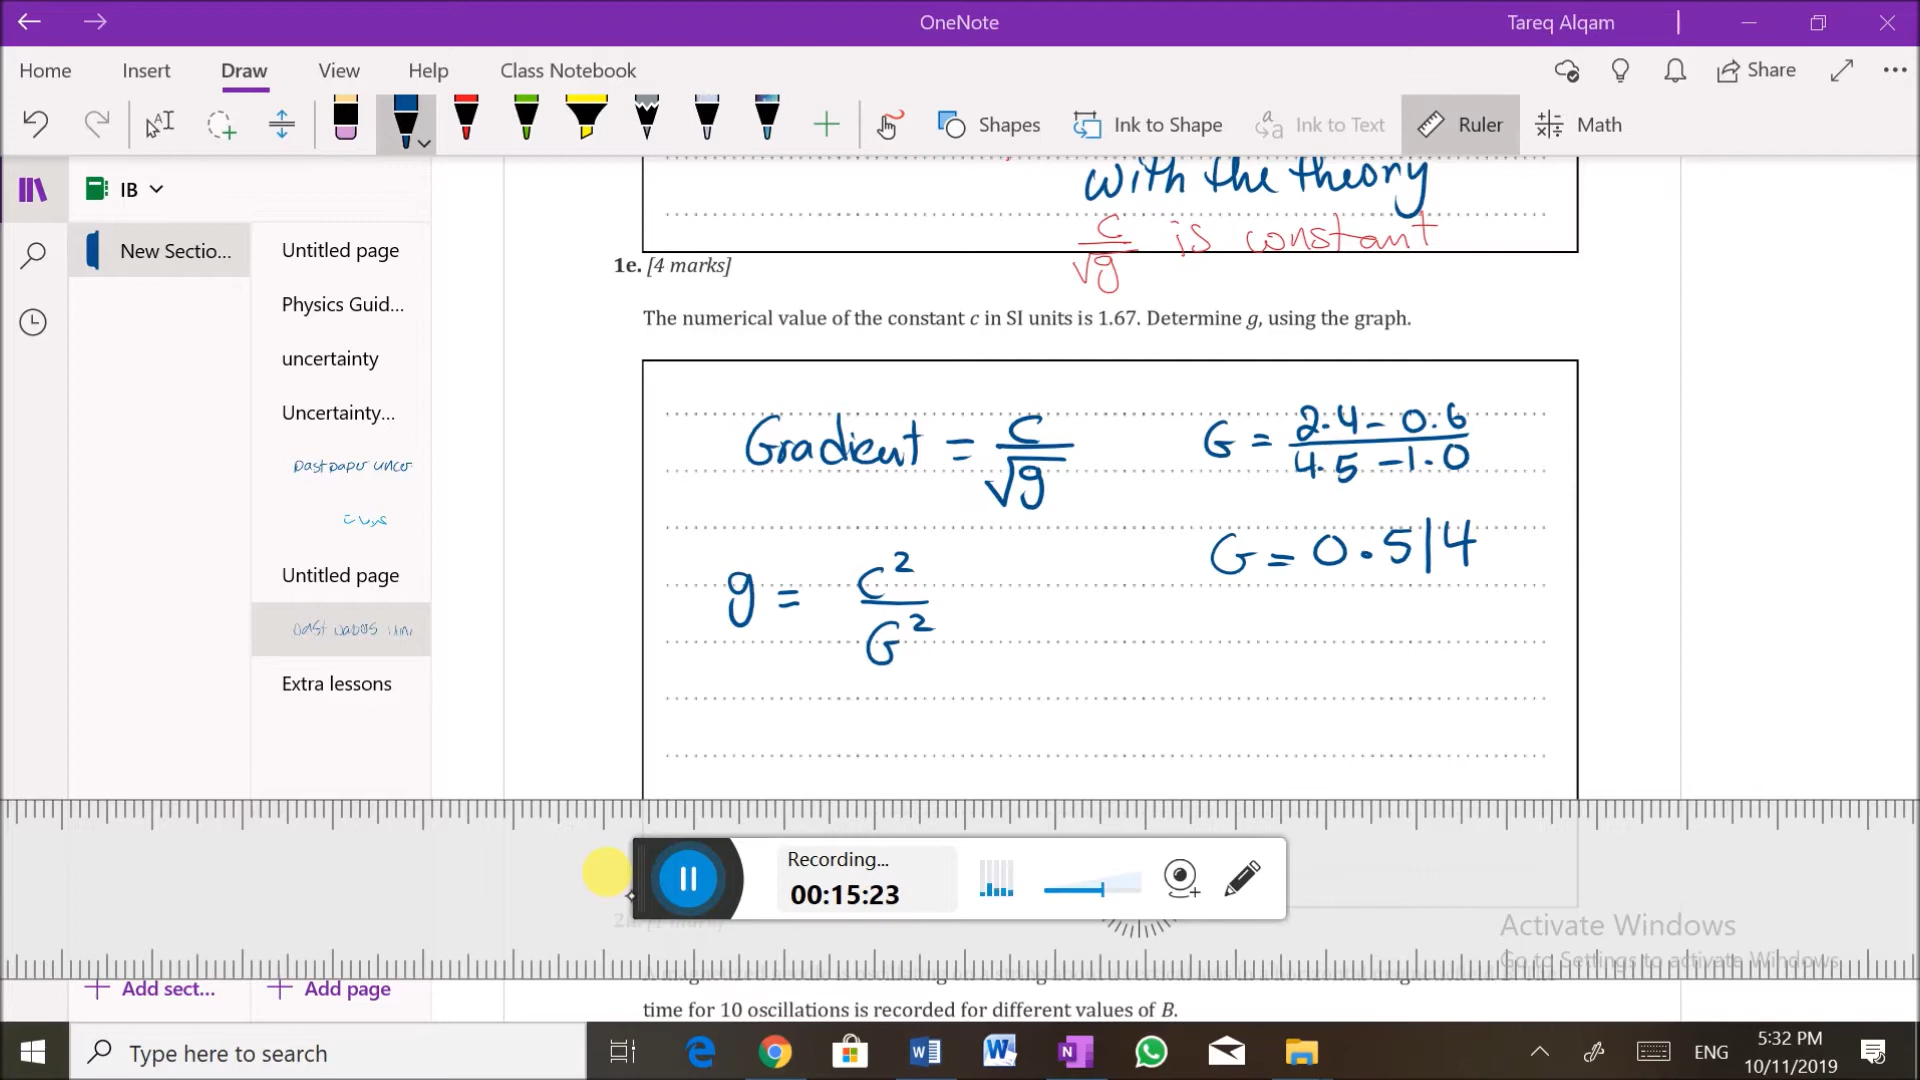 OneNote
Tareq Alqam
Home Insert Draw View Help Class Notebook
Share
Shapes Ink to Shape Ink to Text Ruler Math
IB
New Sectio...
Untitled page
Physics Guid...
uncertainty
Uncertainty...
Past paper uncer
Untitled page
Extra lessons
with the theory
c/√g is constant
1e. [4 marks]
The numerical value of the constant c in SI units is 1.67. Determine g, using the graph.
Gradient = c/√g
G = 2.4 - 0.6 / 4.5 - 1.0
G = 0.514
g = c²/G²
Recording...
00:15:23
Activate Windows
Go to Settings to activate Windows.
time for 10 oscillations is recorded for different values of B.
Add sect... Add page
Type here to search
ENG
5:32 PM
10/11/2019